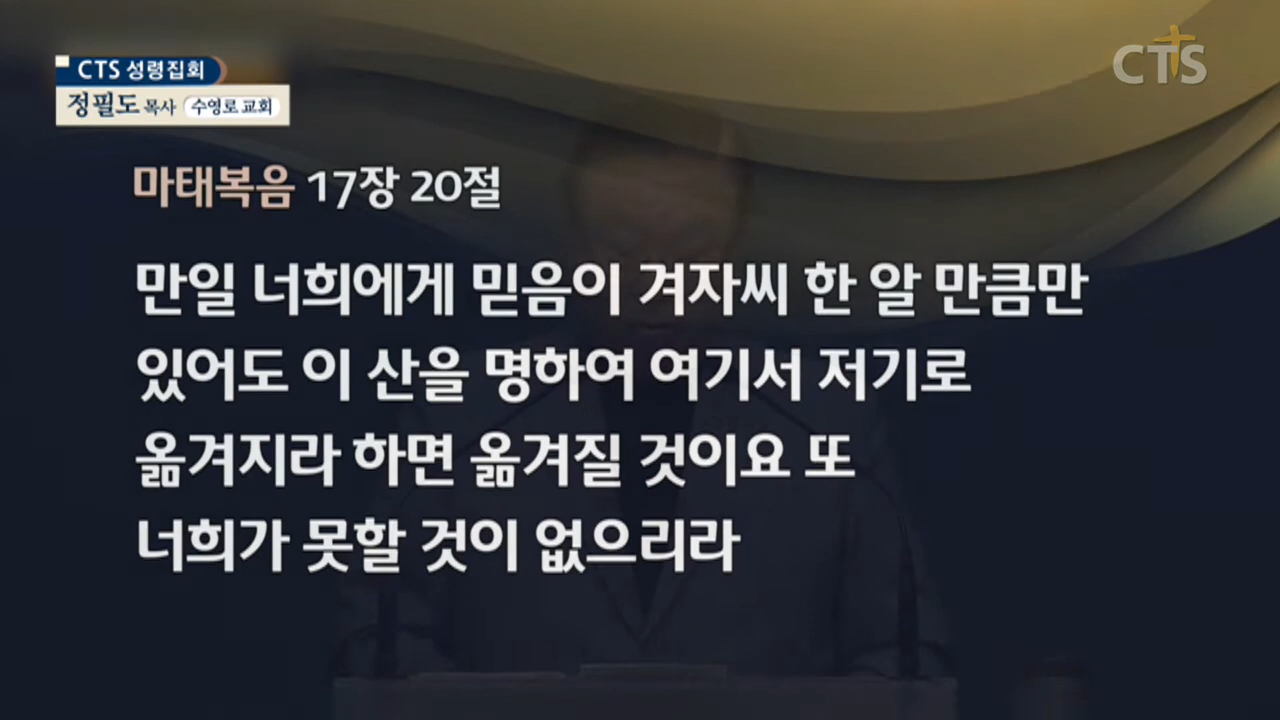 CTS 성령집회
정필도 목사 수영로 교회
CTS
마태복음 17장 20절
만일 너희에게 믿음이 겨자씨 한 알 만큼만
있어도 이 산을 명하여 여기서 저기로
옮겨지라 하면 옮겨질 것이요 또
너희가 못할 것이 없으리라